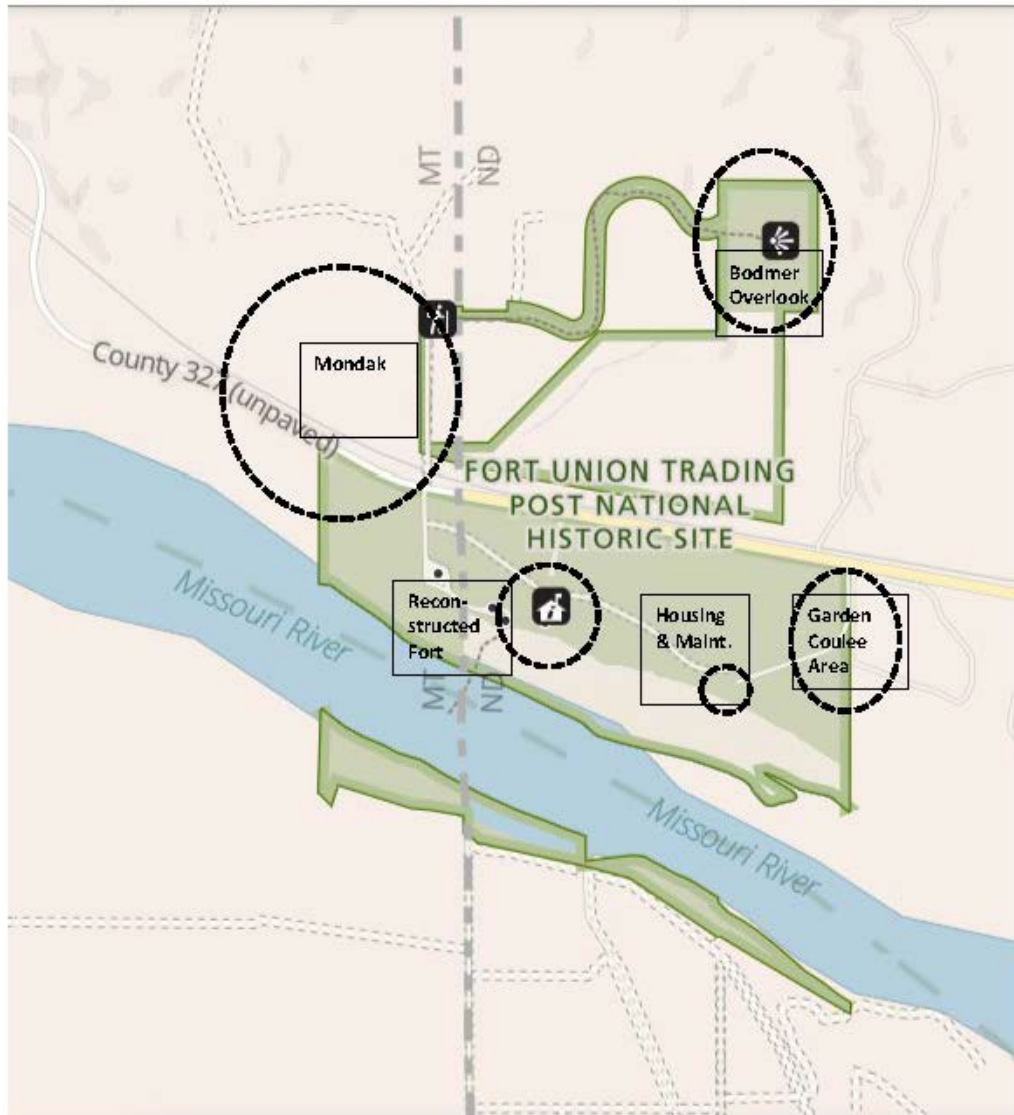 MT
ND
Bodmer
Overlook
Mondak
County 327 (unpaved)
FORT UNION TRADING
POST NATIONAL
HISTORIC SITE
Recon-
structed
Fort
Housing
& Maint.
Garden
Coulee
Area
Missouri River
MT
ND
Missouri River